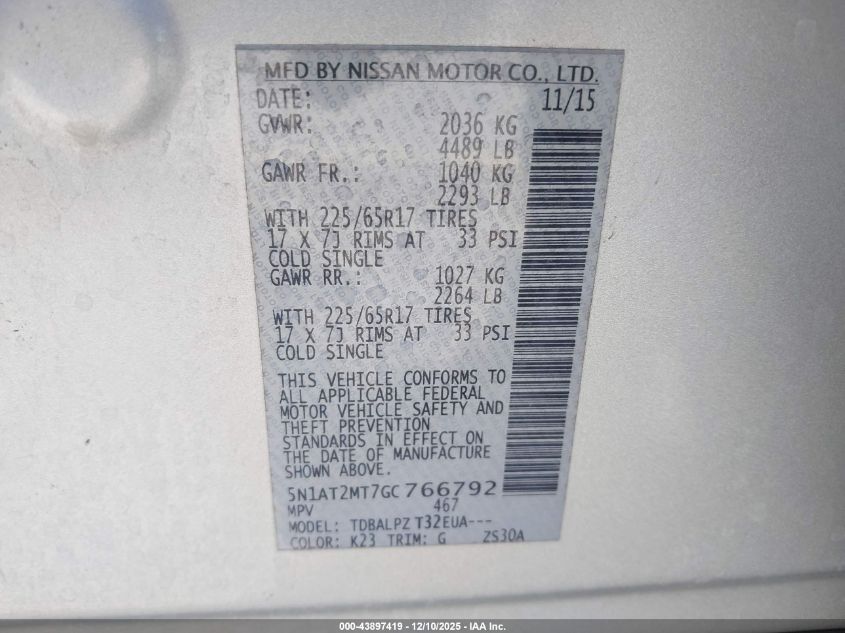 MFD BY NISSAN MOTOR CO., LTD.
DATE: 11/15
GVWR: 2036 KG
4489 LB
GAWR FR.: 1040 KG
2293 LB
WITH 225/65R17 TIRES
17 X 7J RIMS AT 33 PSI
COLD SINGLE
GAWR RR.: 1027 KG
2264 LB
WITH 225/65R17 TIRES
17 X 7J RIMS AT 33 PSI
COLD SINGLE
THIS VEHICLE CONFORMS TO
ALL APPLICABLE FEDERAL
MOTOR VEHICLE SAFETY AND
THEFT PREVENTION
STANDARDS IN EFFECT ON
THE DATE OF MANUFACTURE
SHOWN ABOVE.
5N1AT2MT7GC766792
MPV 467
MODEL: TDBALPZ T32EUA---
COLOR: K23 TRIM: G ZS30A
000-43897419 - 12/10/2025 - IAA Inc.